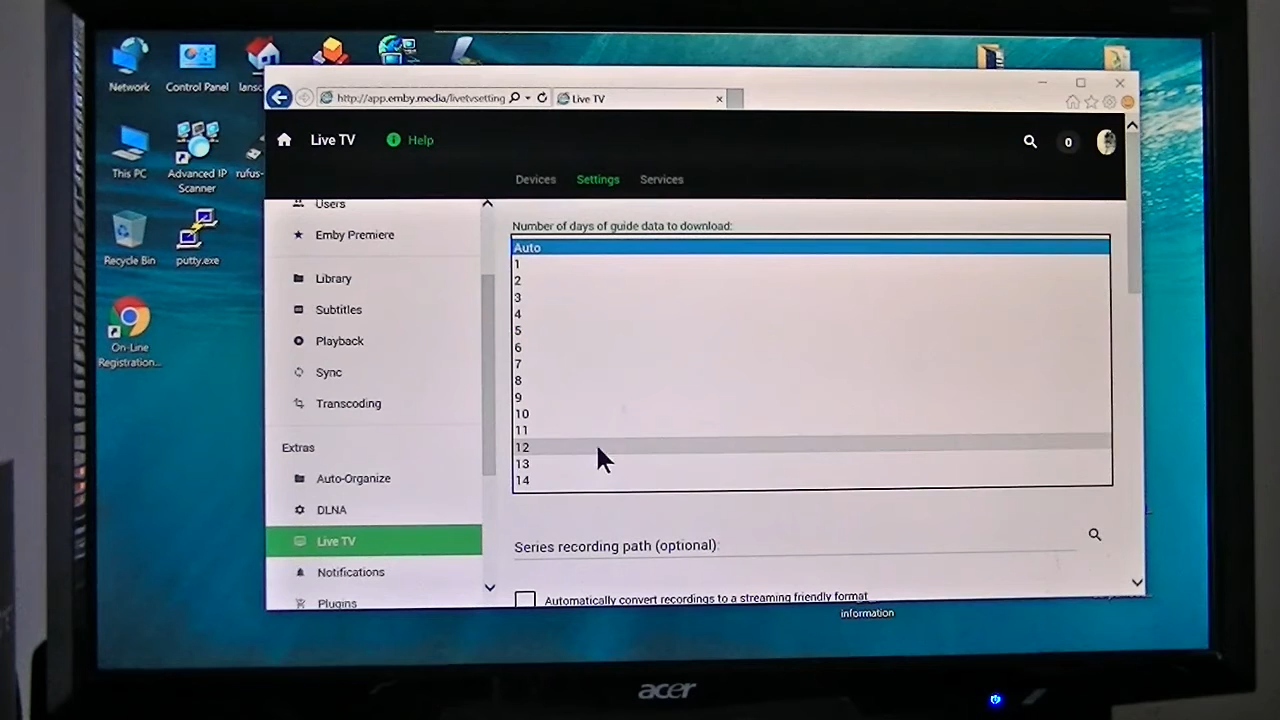 Network
Control Panel
lansc
This PC
Advanced IP
Scanner
rufus-
Recycle Bin
putty.exe
On-Line
Registration...
http://app.emby.media/livetvsetting
Live TV
Live TV
Help
0
Devices
Settings
Services
Users
Emby Premiere
Library
Subtitles
Playback
Sync
Transcoding
Extras
Auto-Organize
DLNA
Live TV
Notifications
Plugins
Number of days of guide data to download:
Auto
1
2
3
4
5
6
7
8
9
10
11
12
13
14
Series recording path (optional):
Automatically convert recordings to a streaming friendly format
information
acer